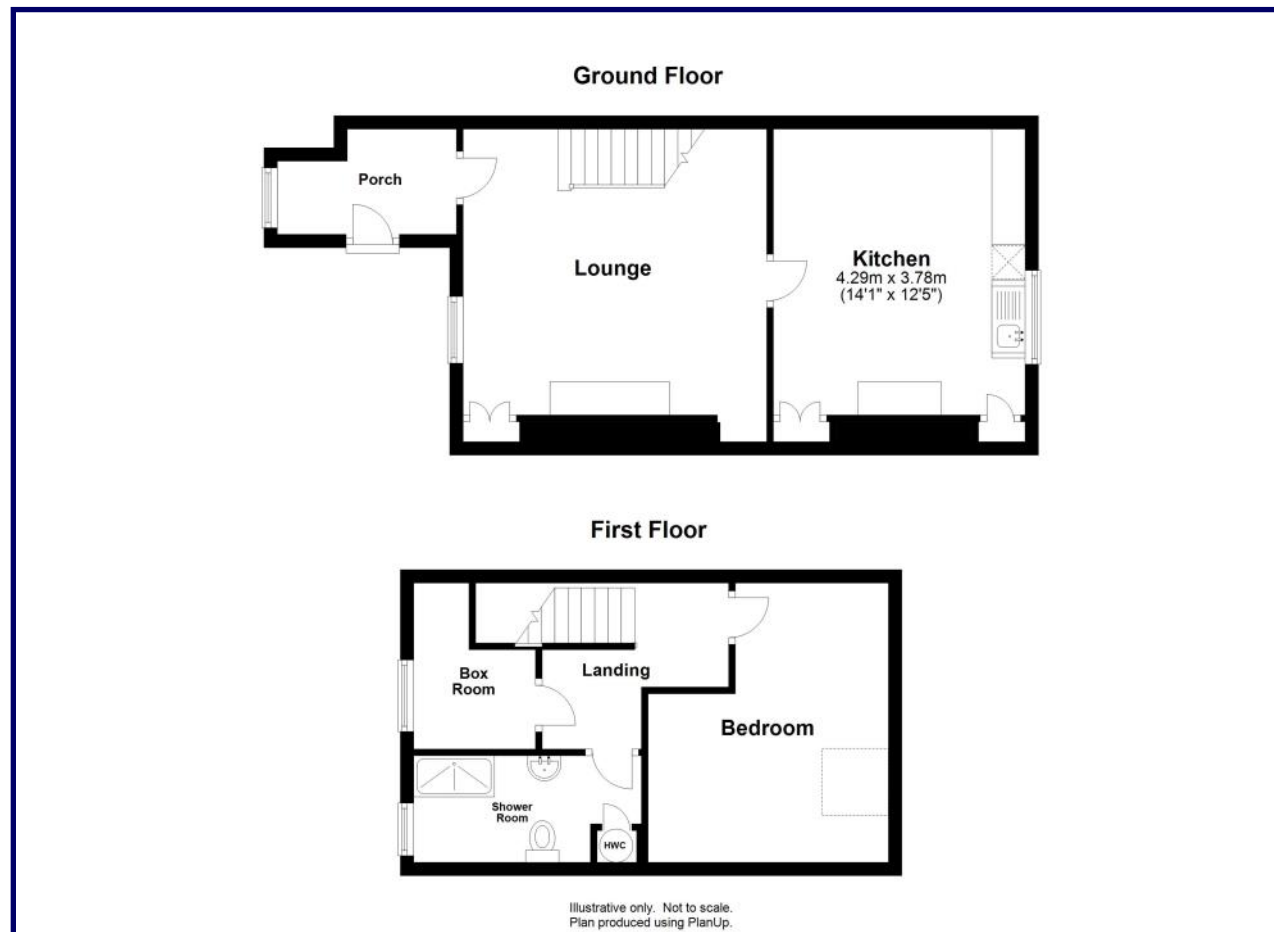 Ground Floor
Porch
Lounge
Kitchen
4.29m x 3.78m
(14'1" x 12'5")
First Floor
Box
Room
Landing
Bedroom
Shower
Room
HWC
Illustrative only. Not to scale.
Plan produced using PlanUp.